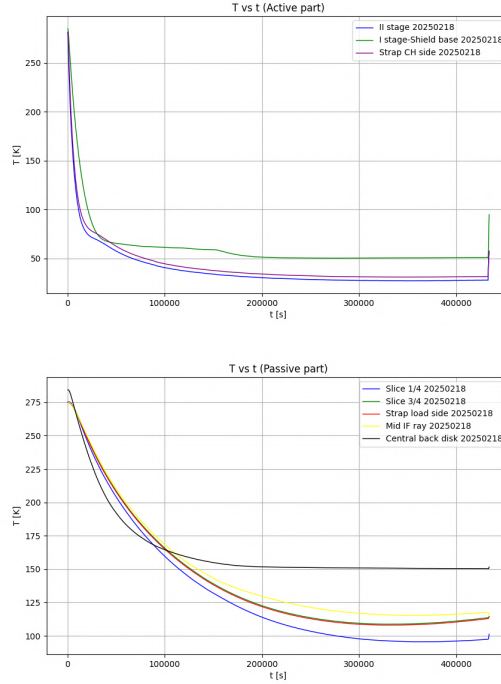 T vs t (Active part)
II stage 20250218
I stage-Shield base 20250218
Strap CH side 20250218
T [K]
250
200
150
100
50
0
100000
200000
300000
400000
t [s]
T vs t (Passive part)
Slice 1/4 20250218
Slice 3/4 20250218
Strap load side 20250218
Mid IF ray 20250218
Central back disk 20250218
T [K]
275
250
225
200
175
150
125
100
0
100000
200000
300000
400000
t [s]